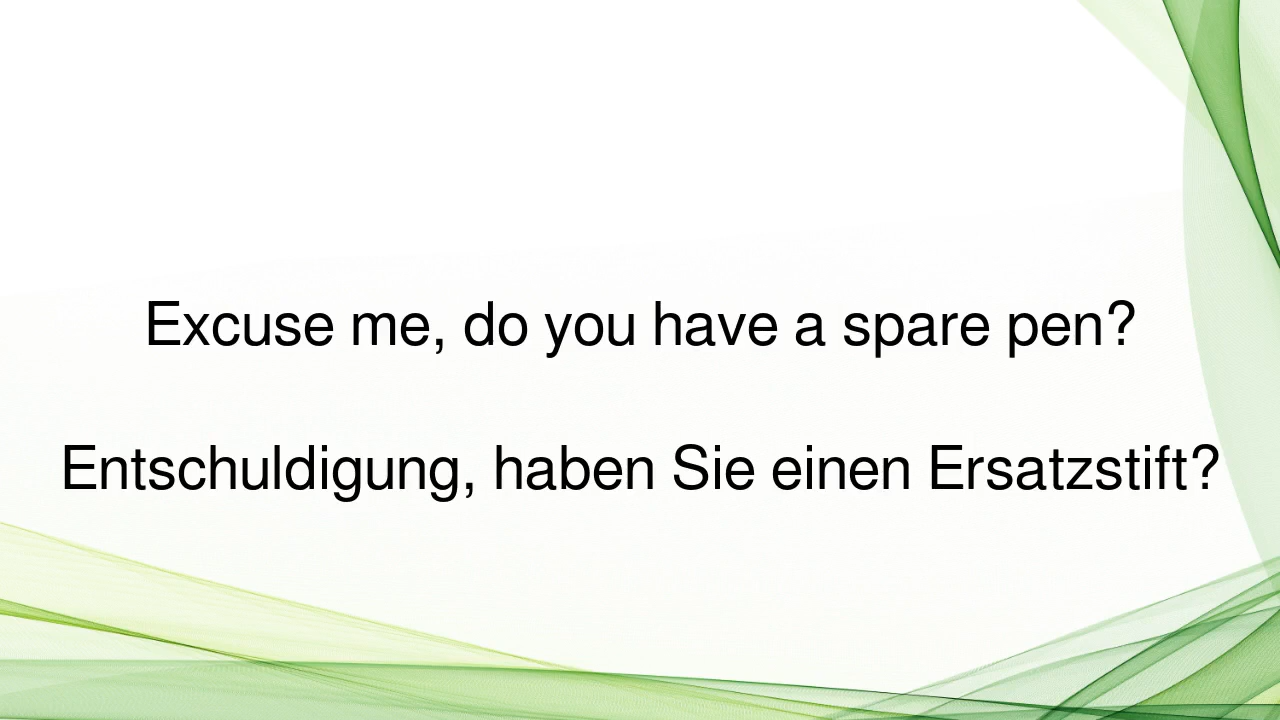 Excuse me, do you have a spare pen?
Entschuldigung, haben Sie einen Ersatzstift?